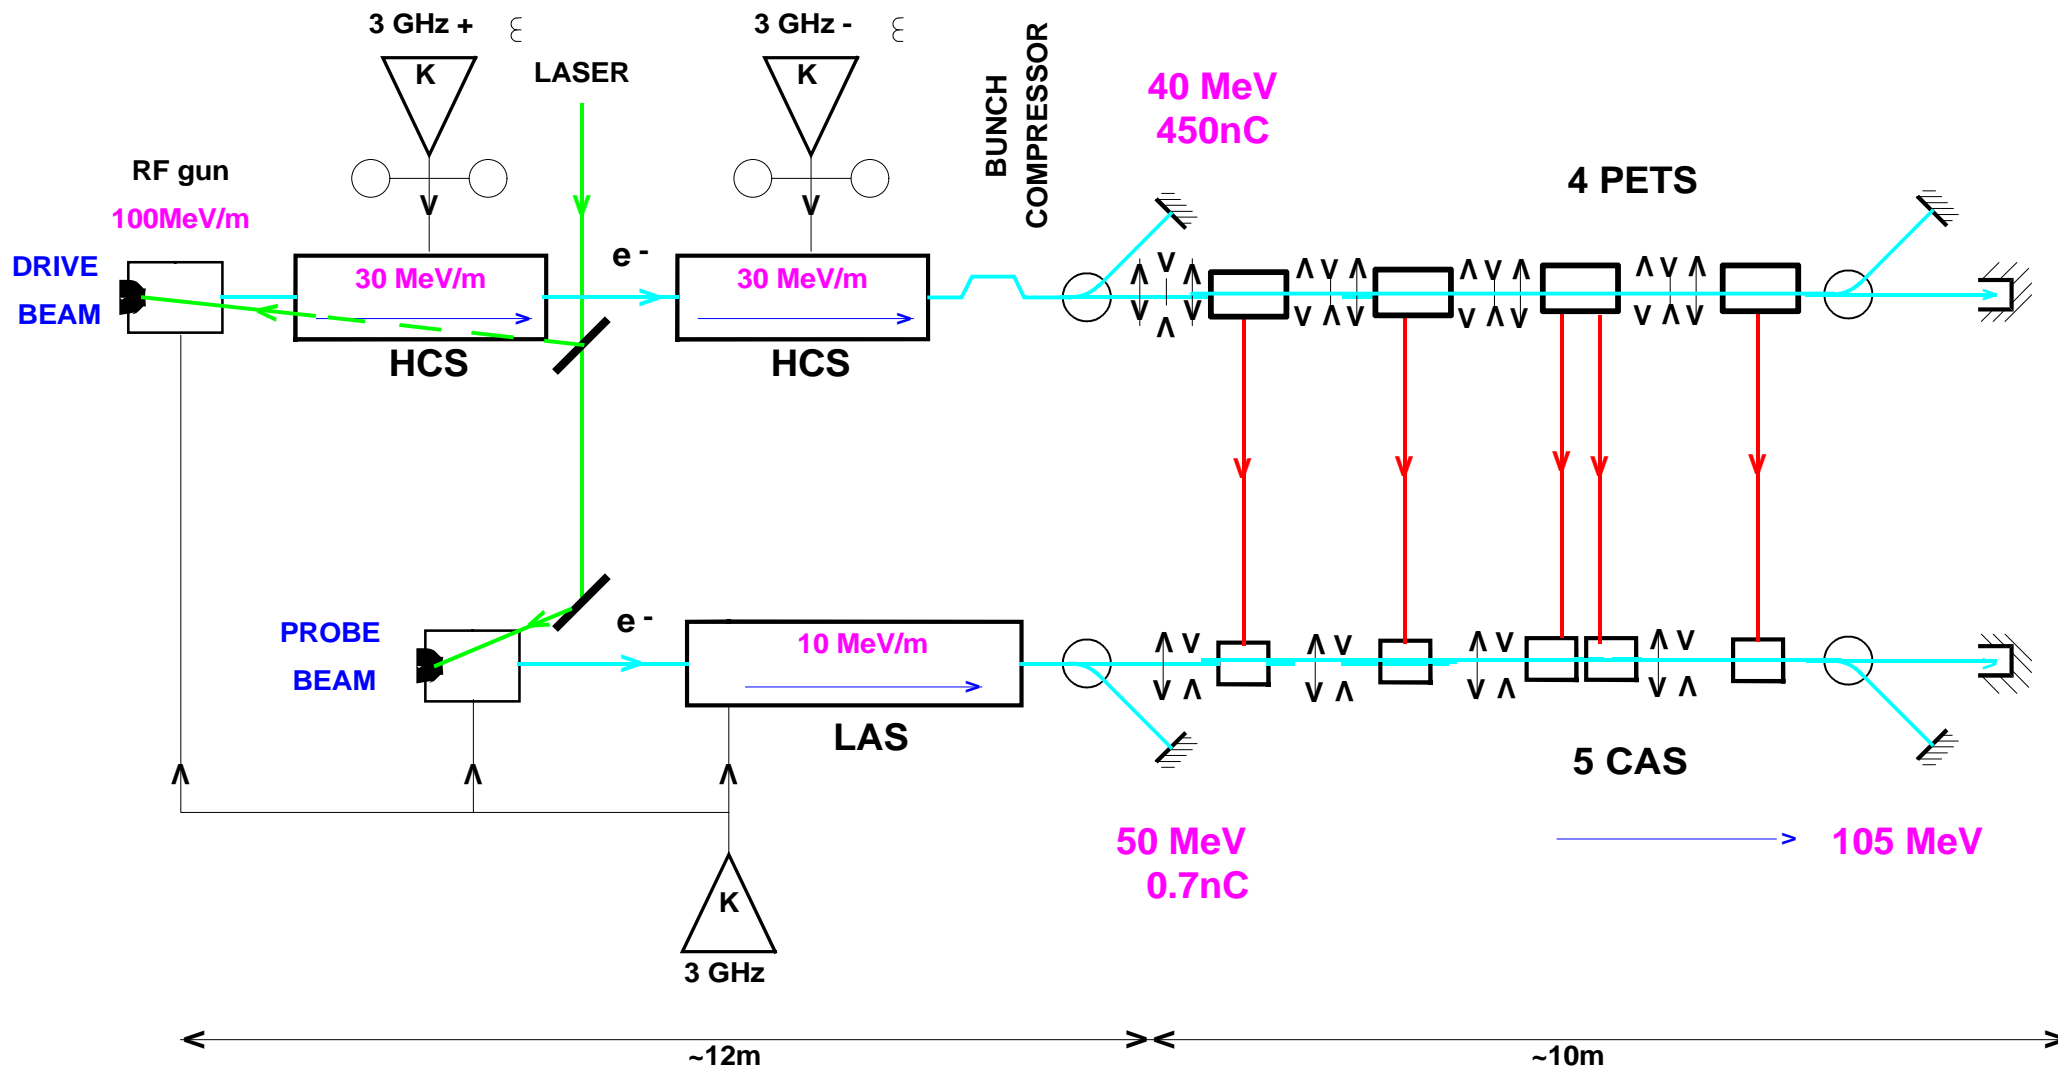 3 GHz + ε
3 GHz - ε
K
K
LASER
BUNCH
COMPRESSOR
40 MeV
450nC
RF gun
100MeV/m
4 PETS
DRIVE
BEAM
30 MeV/m
e -
30 MeV/m
HCS
HCS
PROBE
BEAM
e -
10 MeV/m
LAS
5 CAS
50 MeV
0.7nC
105 MeV
K
3 GHz
~12m
~10m